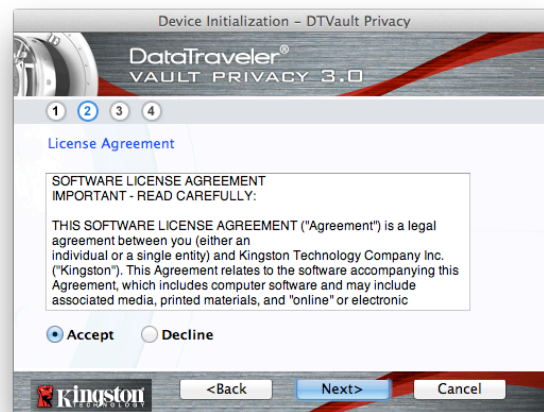 Device Initialization – DTVault Privacy
DataTraveler®
VAULT PRIVACY 3.0
1 2 3 4
License Agreement
SOFTWARE LICENSE AGREEMENT
IMPORTANT - READ CAREFULLY:
THIS SOFTWARE LICENSE AGREEMENT ("Agreement") is a legal
agreement between you (either an
individual or a single entity) and Kingston Technology Company Inc.
("Kingston"). This Agreement relates to the software accompanying this
Agreement, which includes computer software and may include
associated media, printed materials, and "online" or electronic
Accept Decline
Kingston
TECHNOLOGY
<Back Next> Cancel